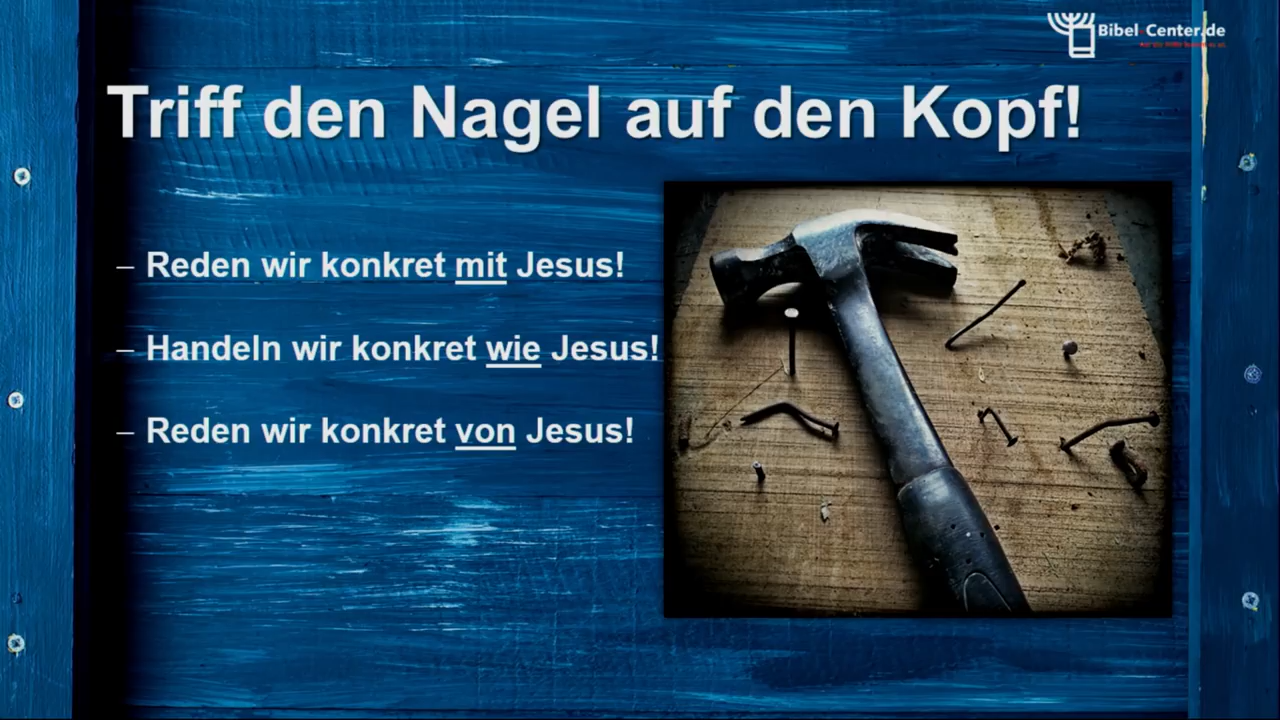 Bibel-Center.de
Triff den Nagel auf den Kopf!
– Reden wir konkret mit Jesus!
– Handeln wir konkret wie Jesus!
– Reden wir konkret von Jesus!